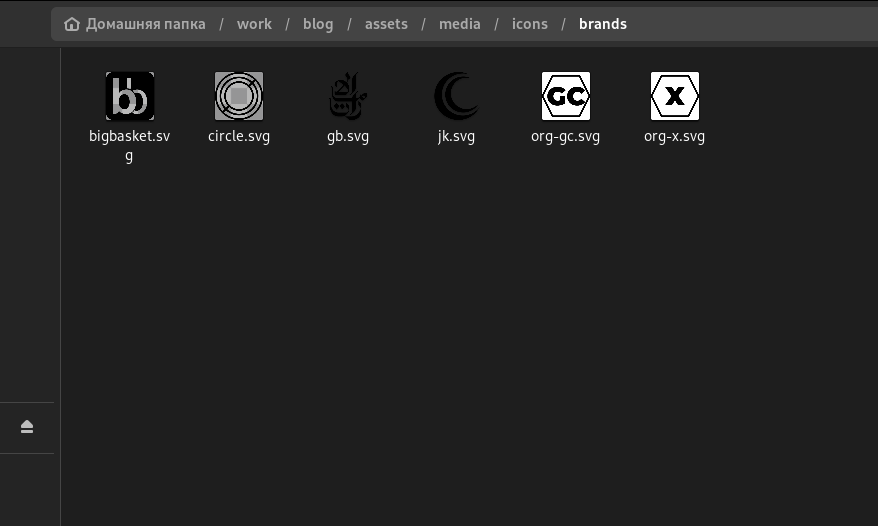 Домашняя папка / work / blog / assets / media / icons / brands
bb
GC
X
bigbasket.sv
g
circle.svg
gb.svg
jk.svg
org-gc.svg
org-x.svg